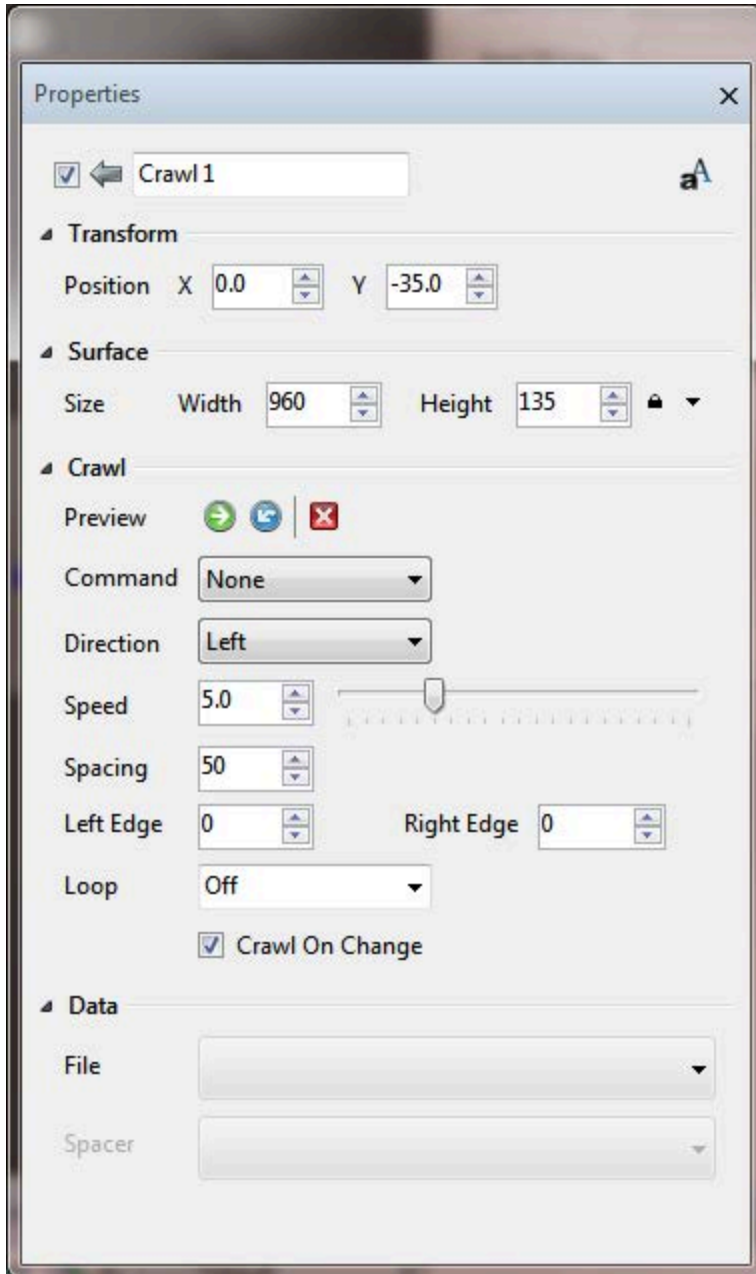 Properties
Crawl 1 aA
Transform
Position X 0.0 Y -35.0
Surface
Size Width 960 Height 135
Crawl
Preview
Command None
Direction Left
Speed 5.0
Spacing 50
Left Edge 0 Right Edge 0
Loop Off
Crawl On Change
Data
File
Spacer